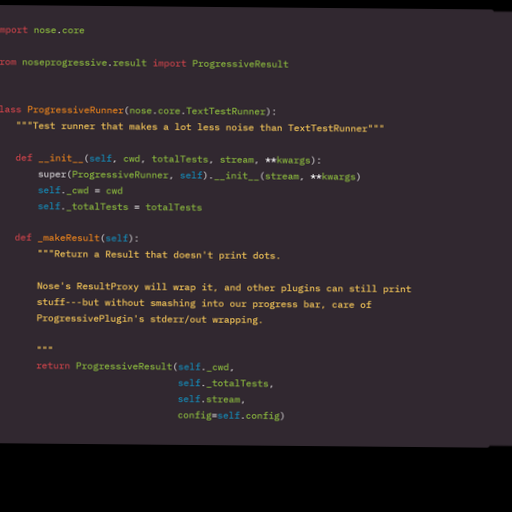 mport nose.core
rom noseprogressive.result import ProgressiveResult
lass ProgressiveRunner(nose.core.TextTestRunner):
"""Test runner that makes a lot less noise than TextTestRunner"""
def __init__(self, cwd, totalTests, stream, **kwargs):
super(ProgressiveRunner, self).__init__(stream, **kwargs)
self._cwd = cwd
self._totalTests = totalTests
def _makeResult(self):
"""Return a Result that doesn't print dots.
Nose's ResultProxy will wrap it, and other plugins can still print
stuff---but without smashing into our progress bar, care of
ProgressivePlugin's stderr/out wrapping.
"""
return ProgressiveResult(self._cwd,
self._totalTests,
self.stream,
config=self.config)